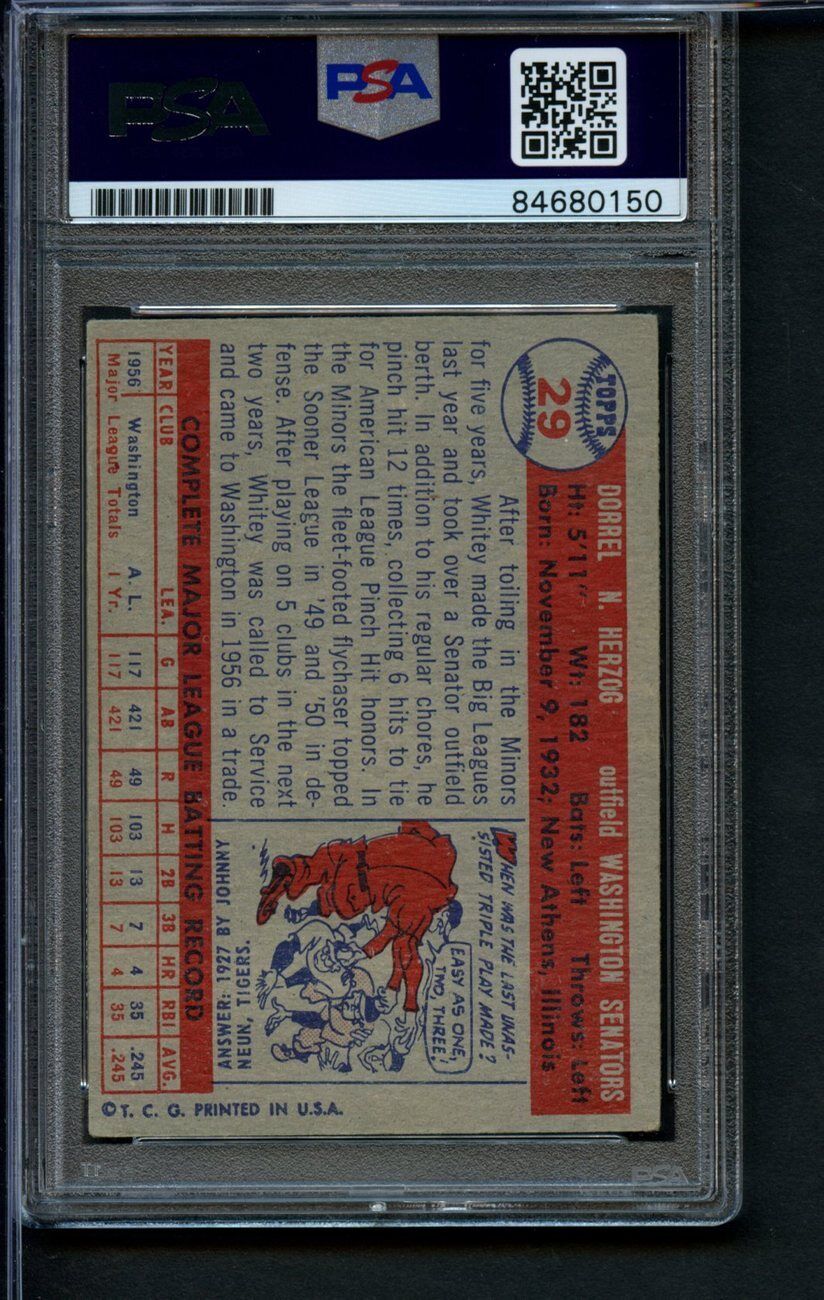 PSA
PSA
84680150
TOPPS
29
DORREL N. HERZOG outfield WASHINGTON SENATORS
Ht: 5'11" Wt: 182 Bats: Left Throws: Left
Born: November 9, 1932; New Athens, Illinois
After toiling in the Minors
for five years, Whitey made the Big Leagues
last year and took over a Senator outfield
berth. In addition to his regular chores, he
pinch hit 12 times, collecting 6 hits to tie
for American League Pinch Hit honors. In
the Minors the fleet-footed flychaser topped
the Sooner League in '49 and '50 in de-
fense. After playing on 5 clubs in the next
two years, Whitey was called to Service
and came to Washington in 1956 in a trade.
WHEN WAS THE LAST UNAS-
SISTED TRIPLE PLAY MADE?
EASY AS ONE,
TWO, THREE!
ANSWER: 1927 BY JOHNNY
NEUN, TIGERS.
COMPLETE MAJOR LEAGUE BATTING RECORD
YEAR CLUB LEA. G AB R H 2B 3B HR RBI AVG.
1956 Washington A. L. 117 421 49 103 13 7 4 35 .245
Major League Totals 1 Yr. 117 421 49 103 13 7 4 35 .245
© T. C. G. PRINTED IN U.S.A.
PSA